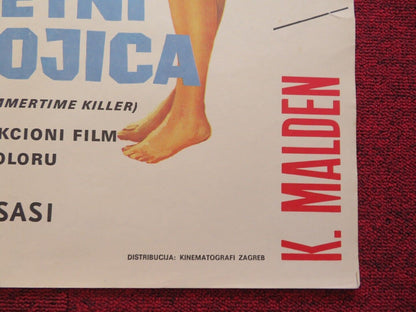 ETNI
OJICA
MMERTIME KILLER)
KCIONI FILM
OLORU
SASI
DISTRIBUCIJA: KINEMATOGRAFI ZAGREB
K. MALDEN